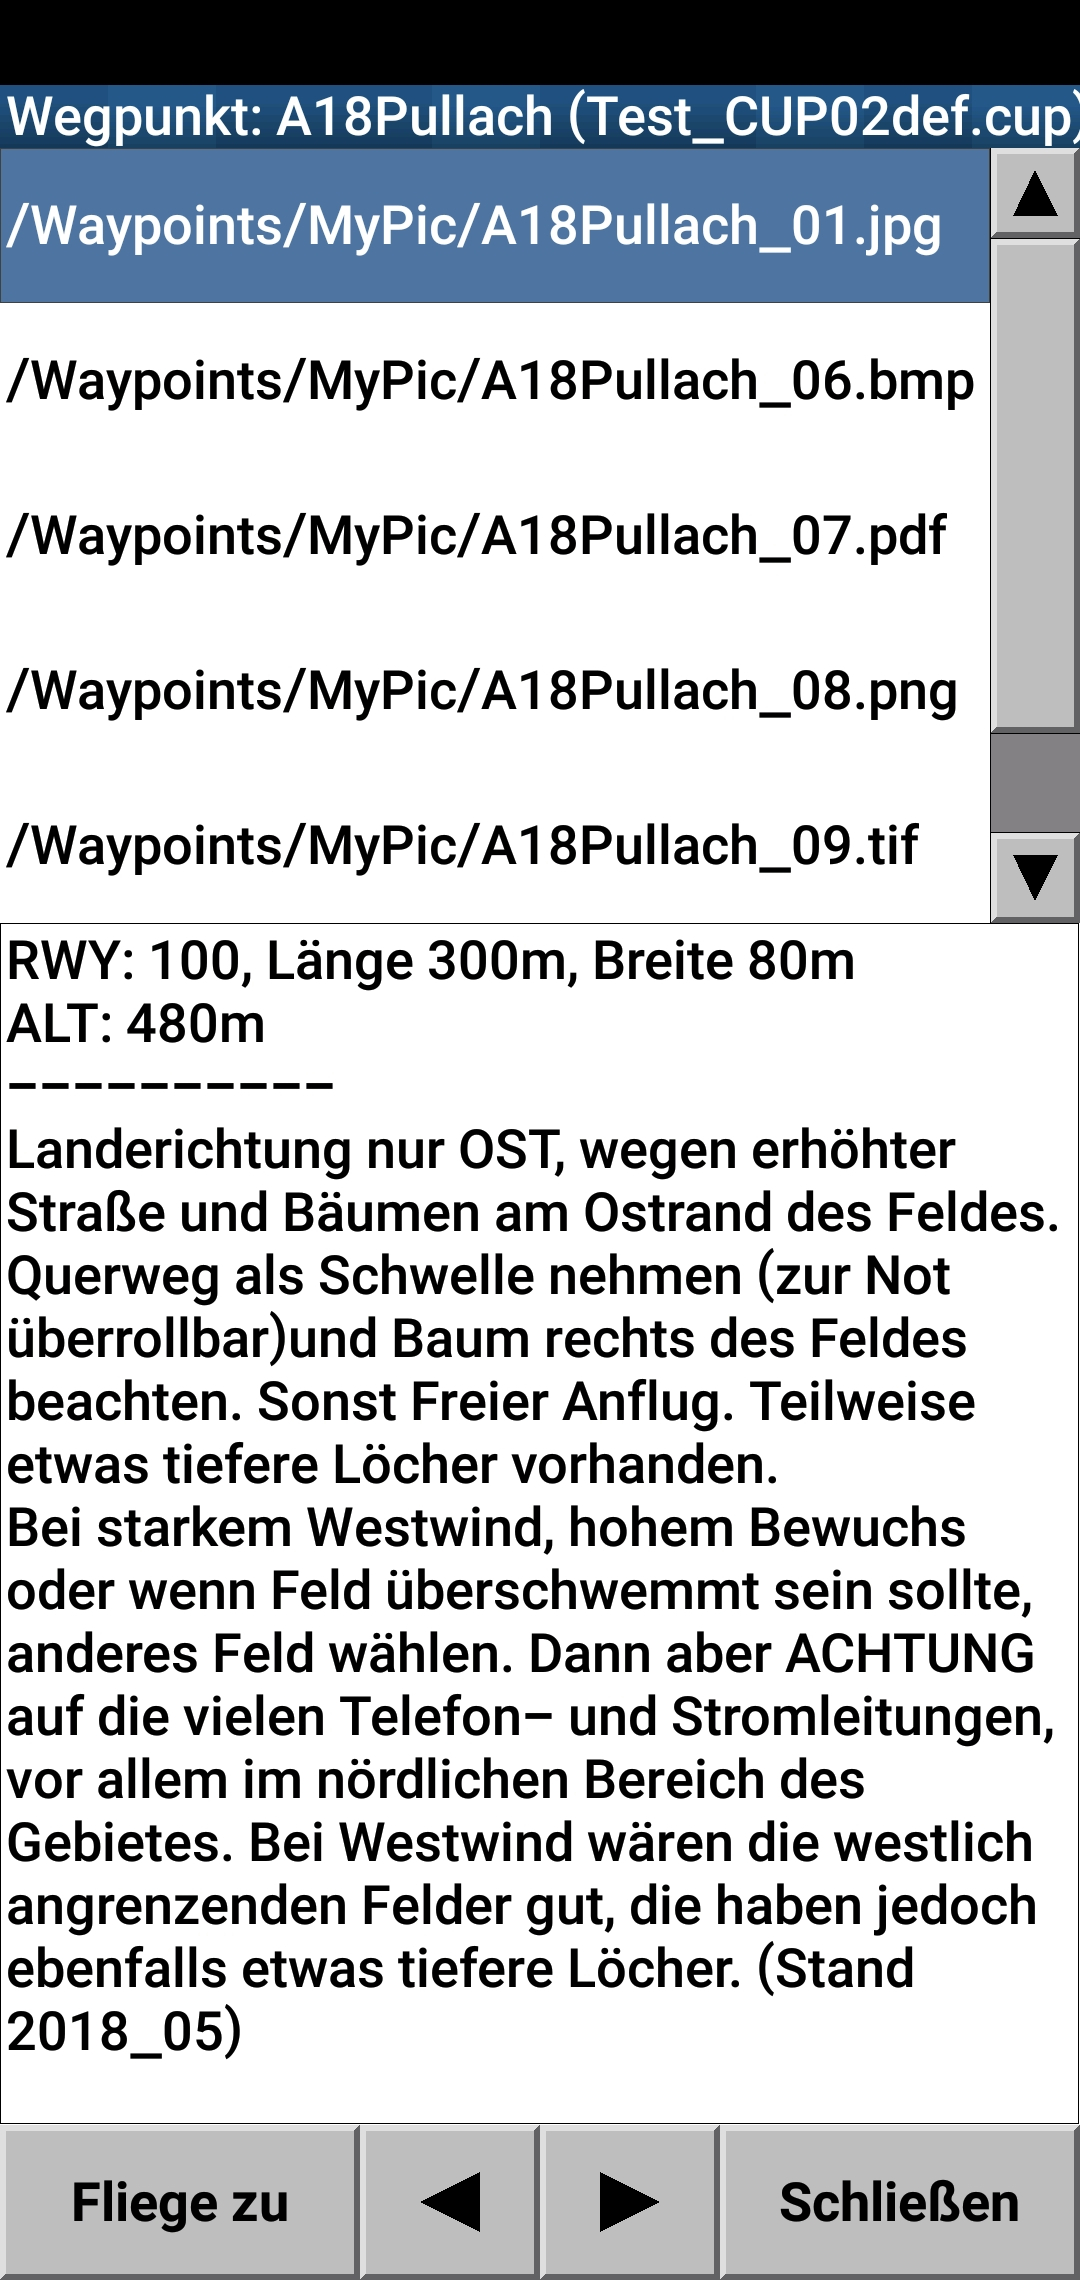 Wegpunkt: A18Pullach (Test_CUP02def.cup)
/Waypoints/MyPic/A18Pullach_01.jpg
/Waypoints/MyPic/A18Pullach_06.bmp
/Waypoints/MyPic/A18Pullach_07.pdf
/Waypoints/MyPic/A18Pullach_08.png
/Waypoints/MyPic/A18Pullach_09.tif
RWY: 100, Länge 300m, Breite 80m
ALT: 480m
−−−−−−−−−−
Landerichtung nur OST, wegen erhöhter
Straße und Bäumen am Ostrand des Feldes.
Querweg als Schwelle nehmen (zur Not
überrollbar)und Baum rechts des Feldes
beachten. Sonst Freier Anflug. Teilweise
etwas tiefere Löcher vorhanden.
Bei starkem Westwind, hohem Bewuchs
oder wenn Feld überschwemmt sein sollte,
anderes Feld wählen. Dann aber ACHTUNG
auf die vielen Telefon− und Stromleitungen,
vor allem im nördlichen Bereich des
Gebietes. Bei Westwind wären die westlich
angrenzenden Felder gut, die haben jedoch
ebenfalls etwas tiefere Löcher. (Stand
2018_05)
Fliege zu
Schließen